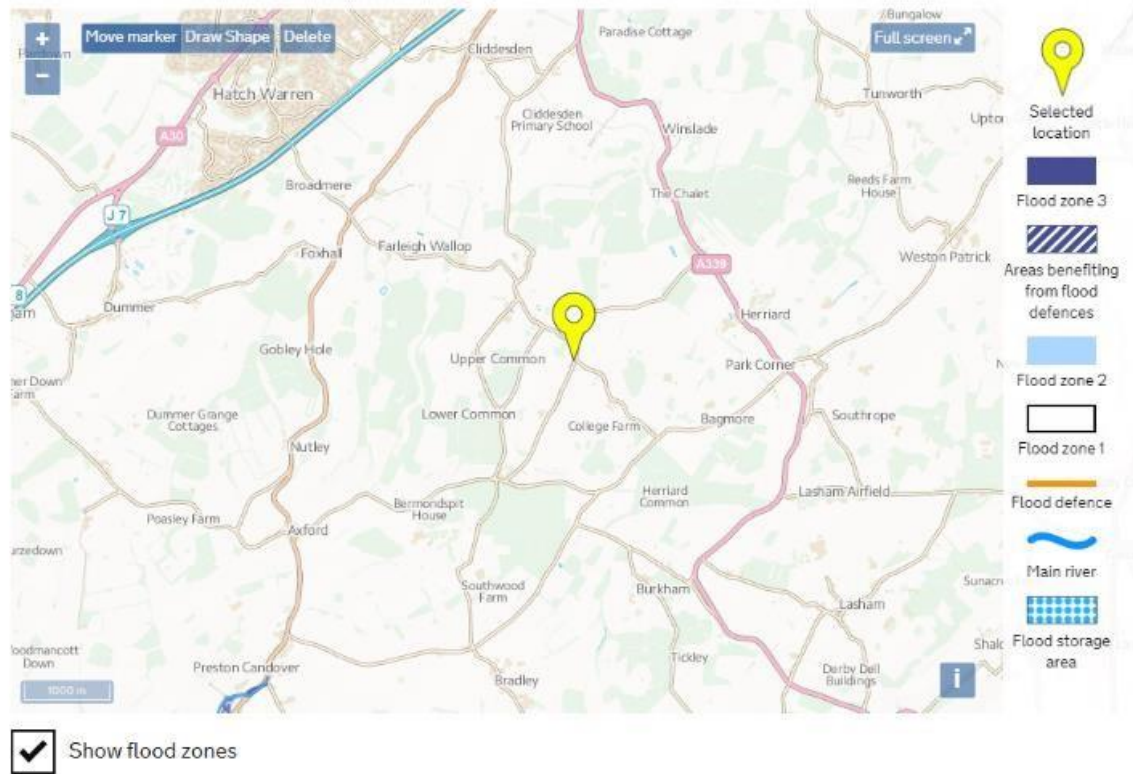 +
−
Move marker
Draw Shape
Delete
Full screen
Bungalow
Paradise Cottage
Cliddesden
Hatch Warren
Tunworth
Cliddesden
Primary School
Winslade
A30
Broadmere
The Chalet
Reeds Farm
House
J 7
Foxhall
Farleigh Wallop
Weston Patrick
A339
8
Dummer
Herriard
Gobley Hole
Upper Common
Park Corner
Dummer Grange
Cottages
Lower Common
College Farm
Bagmore
Southrope
Nutley
Bermondspit
House
Herriard
Common
Lasham Airfield
Poasley Farm
Axford
Southwood
Farm
Burkham
Lasham
Preston Candover
Tickley
Bradley
Derby Dell
Buildings
1000 m
i
Selected
location
Flood zone 3
Areas benefiting
from flood
defences
Flood zone 2
Flood zone 1
Flood defence
Main river
Flood storage
area
Show flood zones